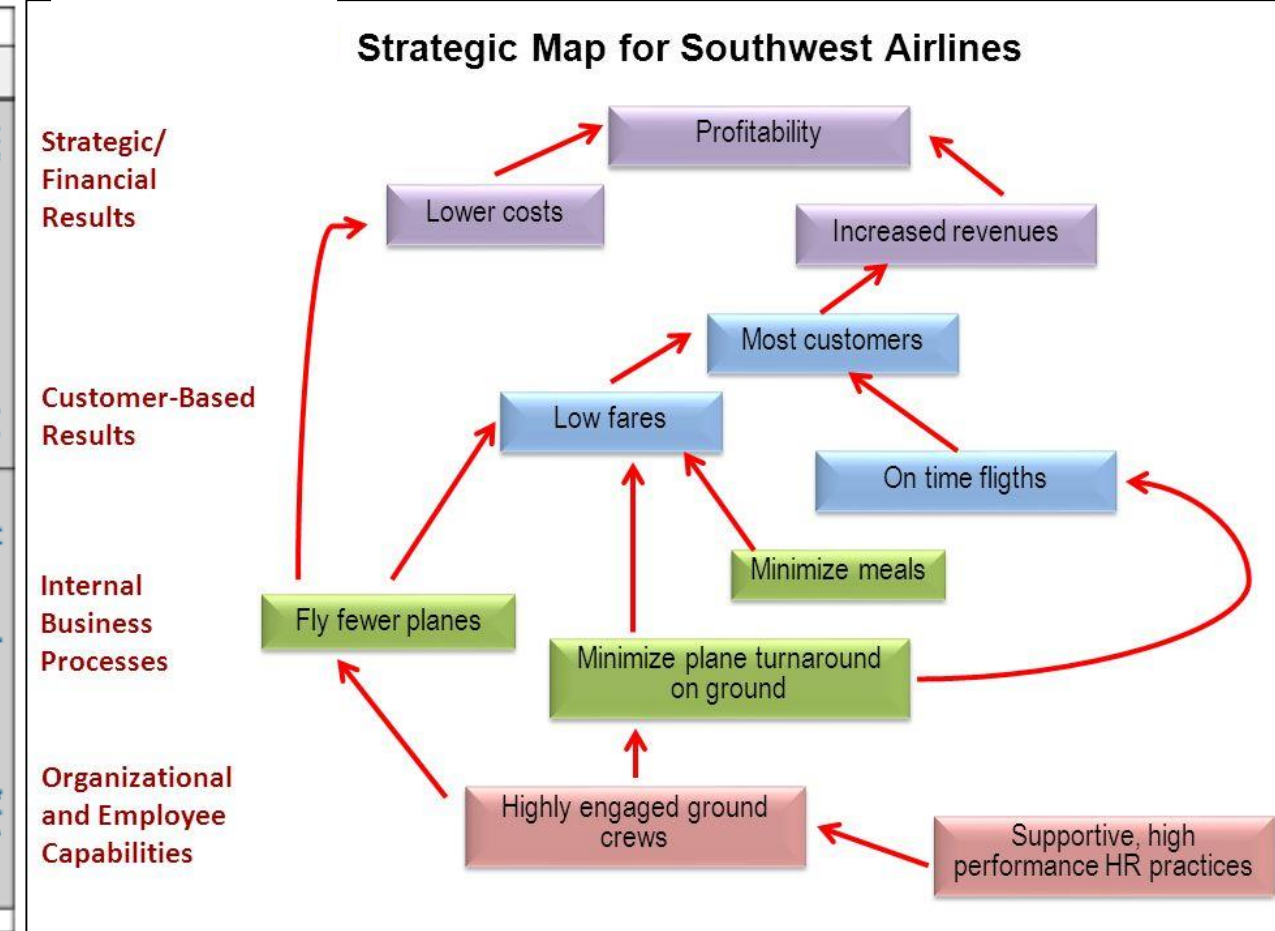 Strategic Map for Southwest Airlines
Strategic/
Financial
Results
Profitability
Lower costs
Increased revenues
Customer-Based
Results
Most customers
Low fares
On time fligths
Internal
Business
Processes
Minimize meals
Fly fewer planes
Minimize plane turnaround
on ground
Organizational
and Employee
Capabilities
Highly engaged ground
crews
Supportive, high
performance HR practices